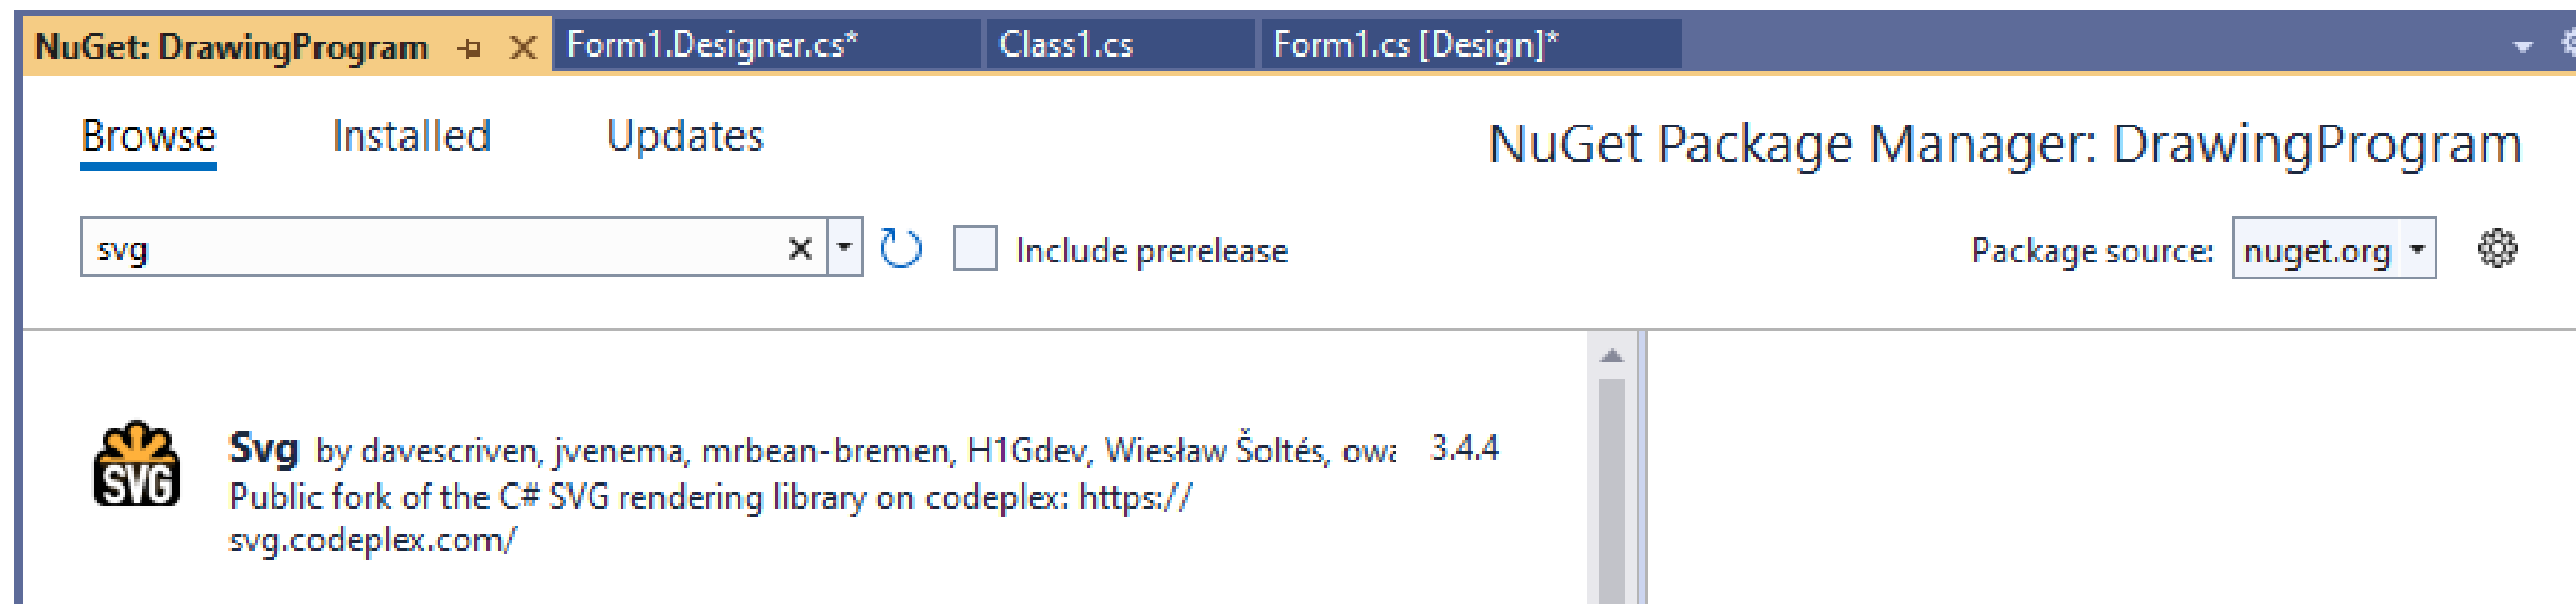 NuGet: DrawingProgram Form1.Designer.cs* Class1.cs Form1.cs [Design]*
Browse Installed Updates NuGet Package Manager: DrawingProgram
svg Include prerelease Package source: nuget.org
SVG Svg by davescriven, jvenema, mrbean-bremen, H1Gdev, Wiesław Šoltés, owa 3.4.4
Public fork of the C# SVG rendering library on codeplex: https://
svg.codeplex.com/